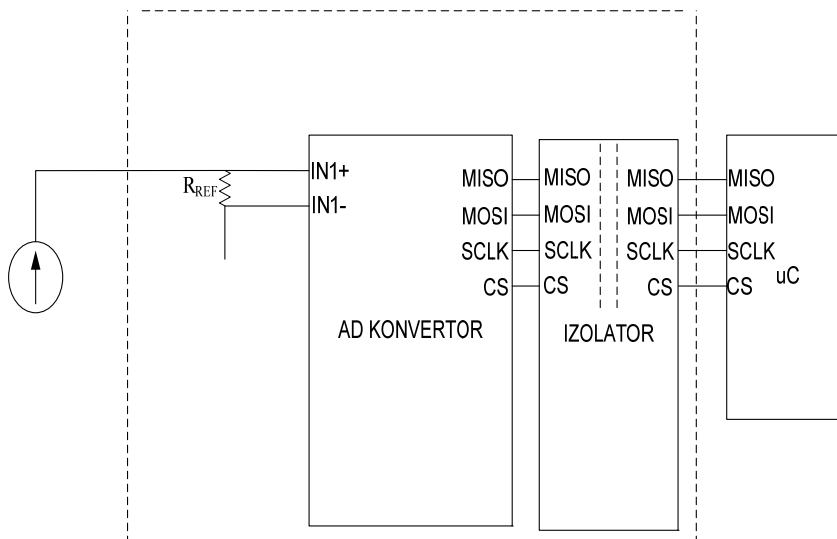 R_REF
IN1+
IN1-
MISO
MOSI
SCLK
CS
AD KONVERTOR
MISO
MOSI
SCLK
CS
IZOLATOR
MISO
MOSI
SCLK
CS
MISO
MOSI
SCLK
CS
uC